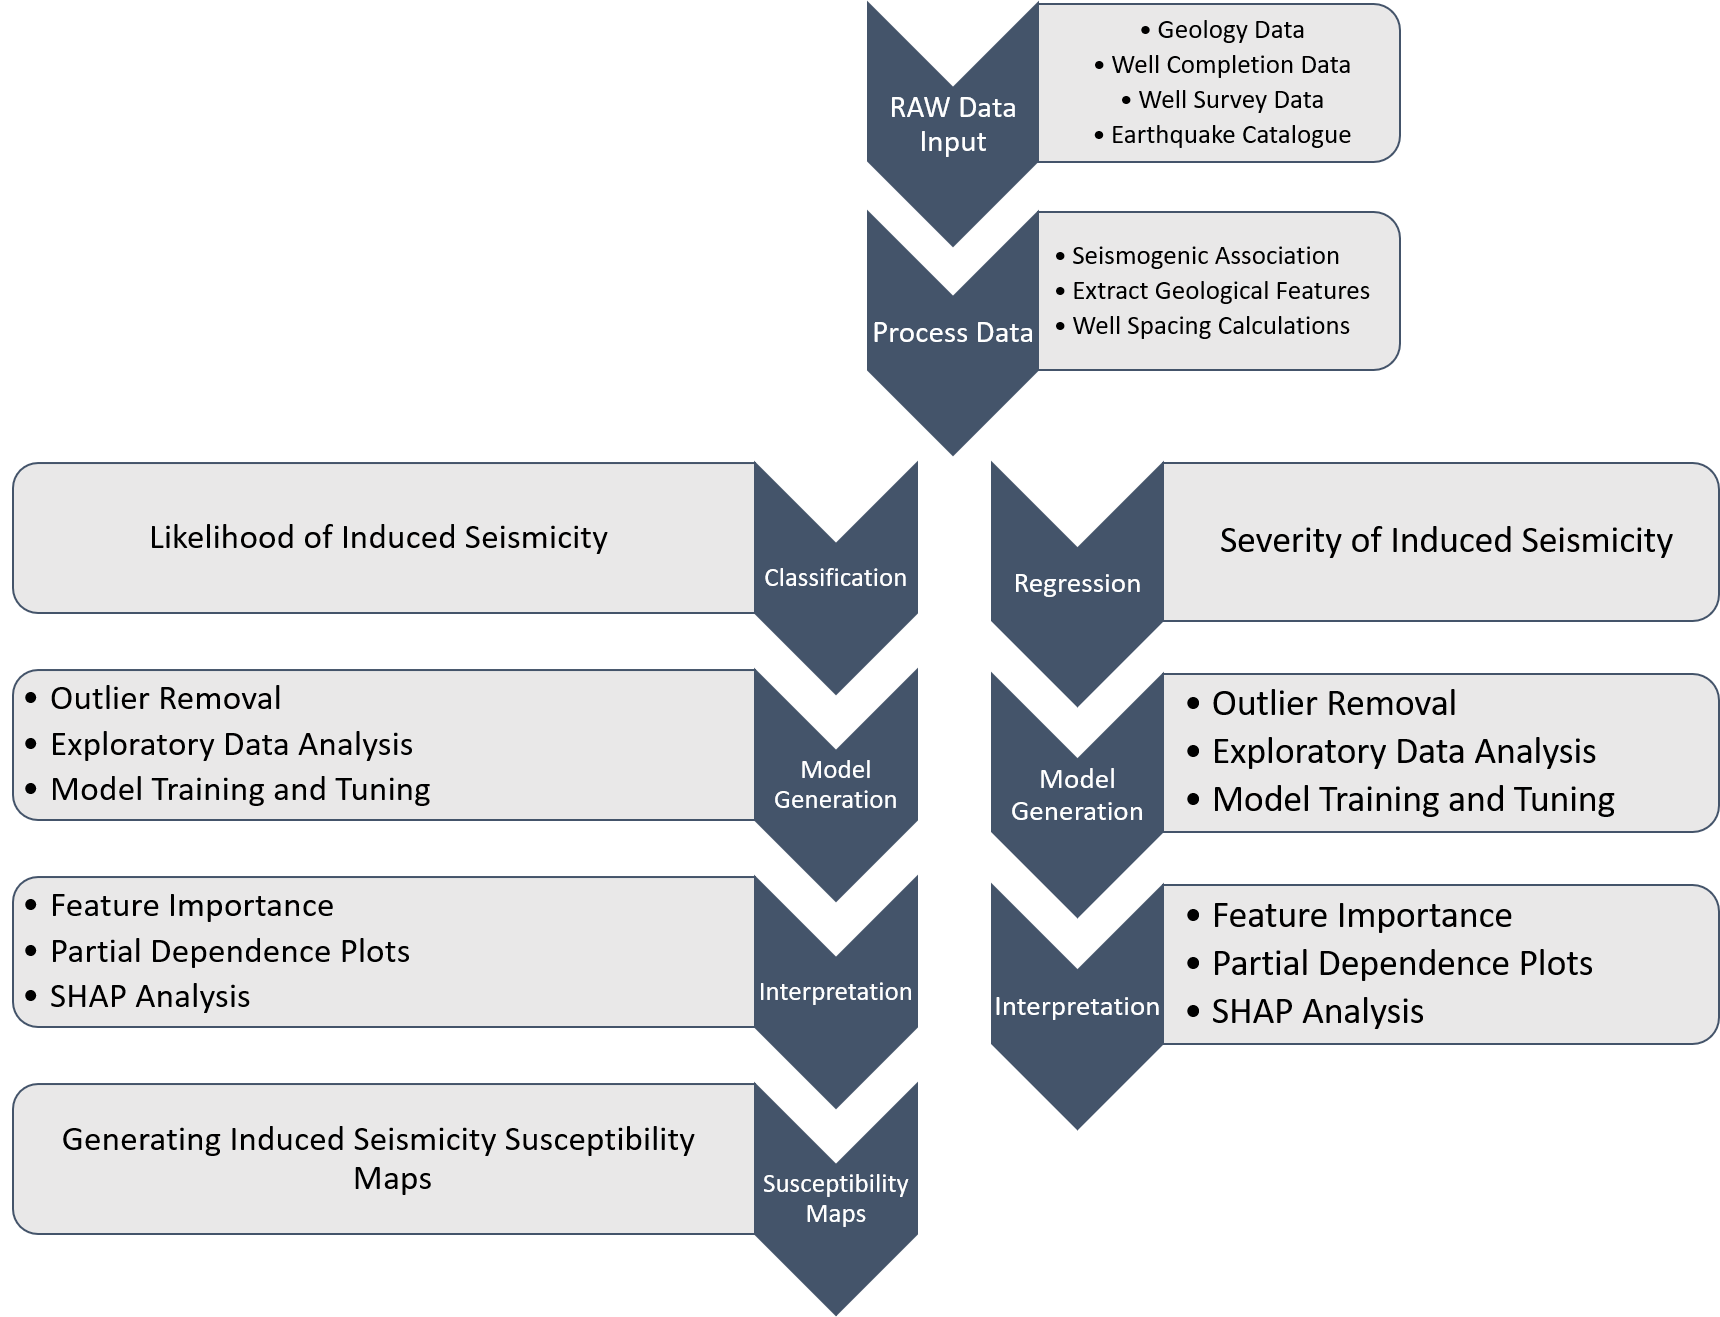 RAW Data
Input
• Geology Data
• Well Completion Data
• Well Survey Data
• Earthquake Catalogue
Process Data
• Seismogenic Association
• Extract Geological Features
• Well Spacing Calculations
Likelihood of Induced Seismicity
Classification
• Outlier Removal
• Exploratory Data Analysis
• Model Training and Tuning
Model
Generation
• Feature Importance
• Partial Dependence Plots
• SHAP Analysis
Interpretation
Generating Induced Seismicity Susceptibility
Maps
Susceptibility
Maps
Regression
Severity of Induced Seismicity
Model
Generation
• Outlier Removal
• Exploratory Data Analysis
• Model Training and Tuning
Interpretation
• Feature Importance
• Partial Dependence Plots
• SHAP Analysis